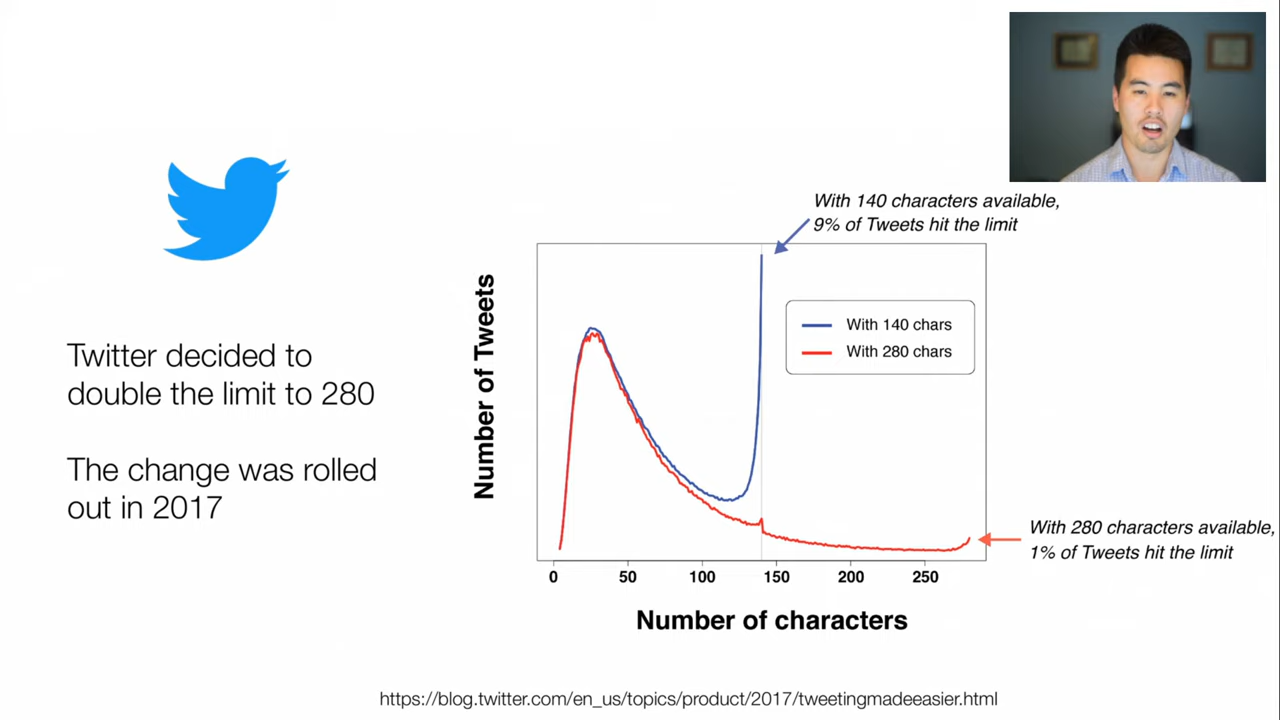 With 140 characters available,
9% of Tweets hit the limit
Twitter decided to
double the limit to 280
The change was rolled
out in 2017
Number of Tweets
With 140 chars
With 280 chars
With 280 characters available,
1% of Tweets hit the limit
0 50 100 150 200 250
Number of characters
https://blog.twitter.com/en_us/topics/product/2017/tweetingmadeeasier.html